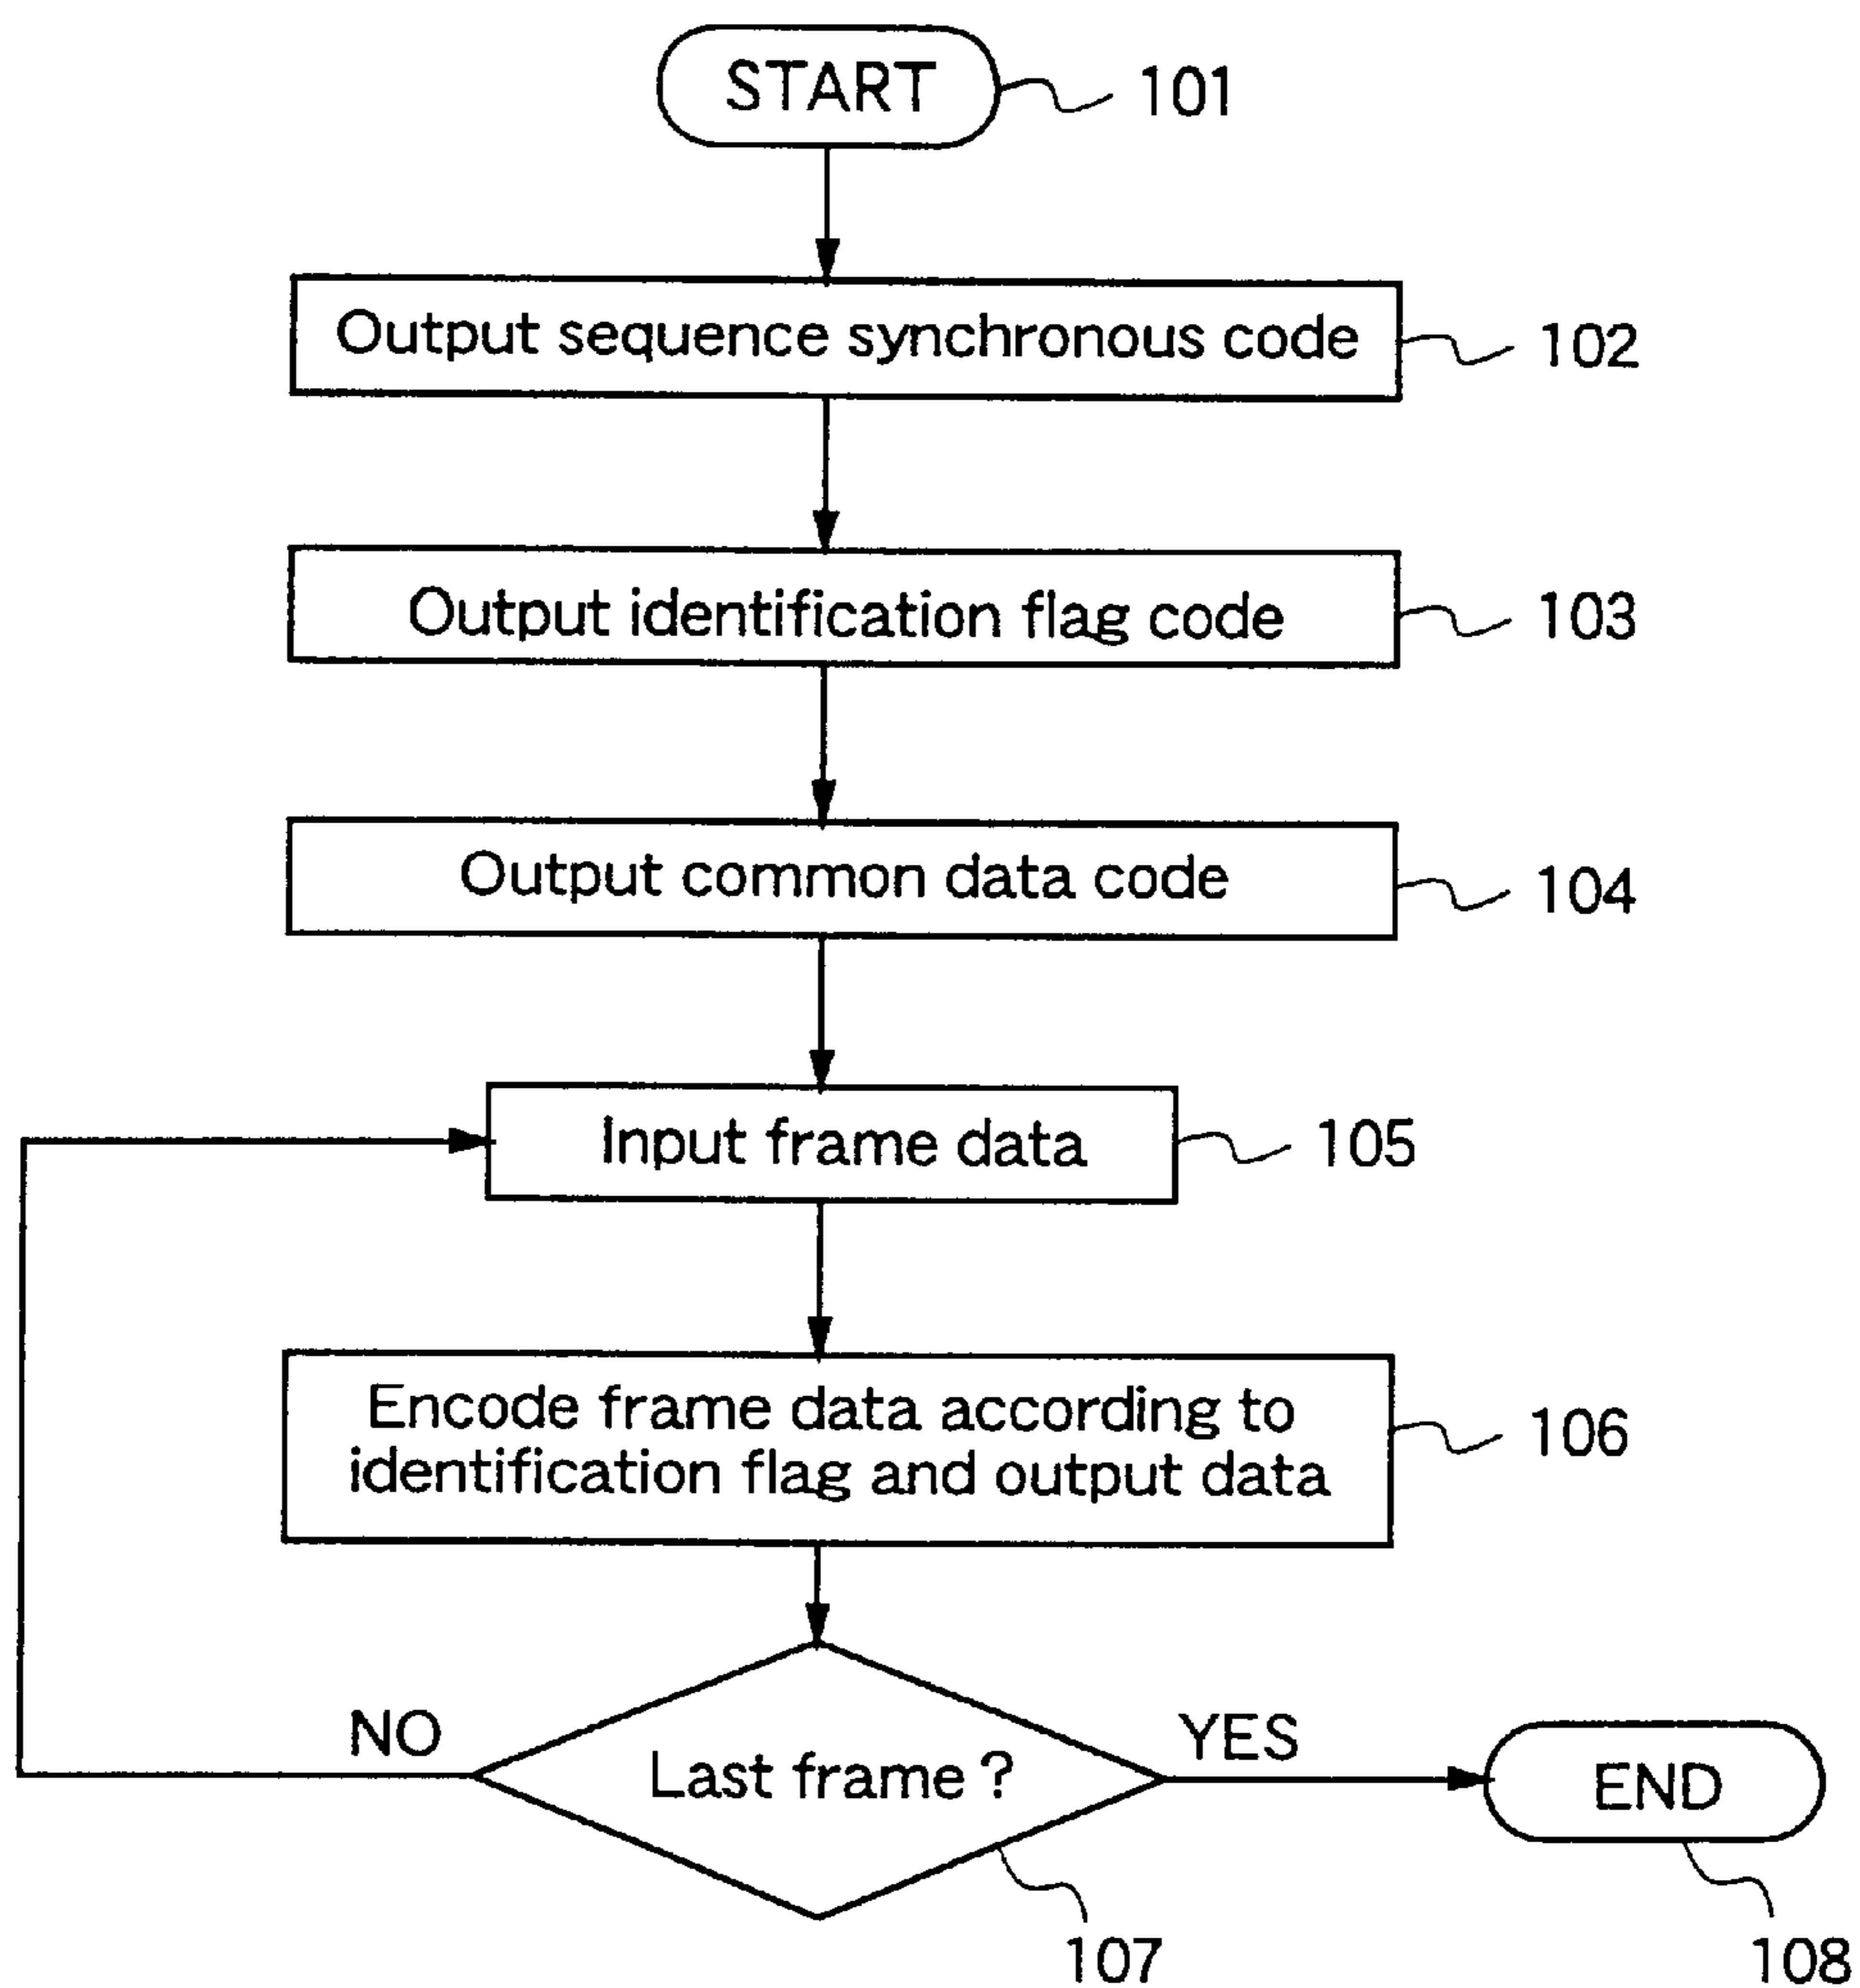 START
101
Output sequence synchronous code
102
Output identification flag code
103
Output common data code
104
Input frame data
105
Encode frame data according to
identification flag and output data
106
NO
Last frame ?
YES
END
107
108